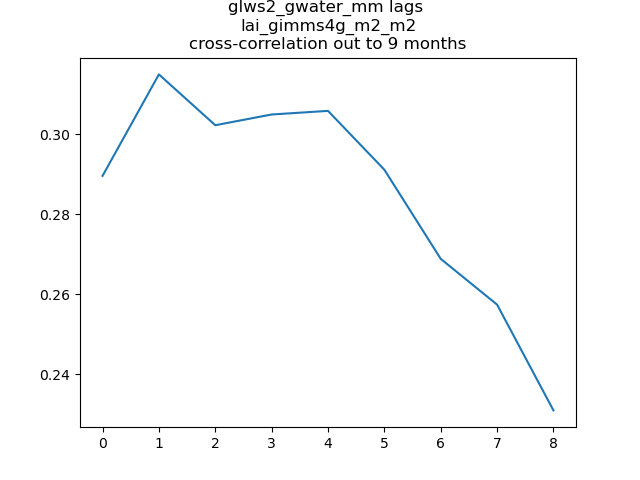 glws2_gwater_mm lags
lai_gimms4g_m2_m2
cross-correlation out to 9 months
0.30
0.28
0.26
0.24
0 1 2 3 4 5 6 7 8